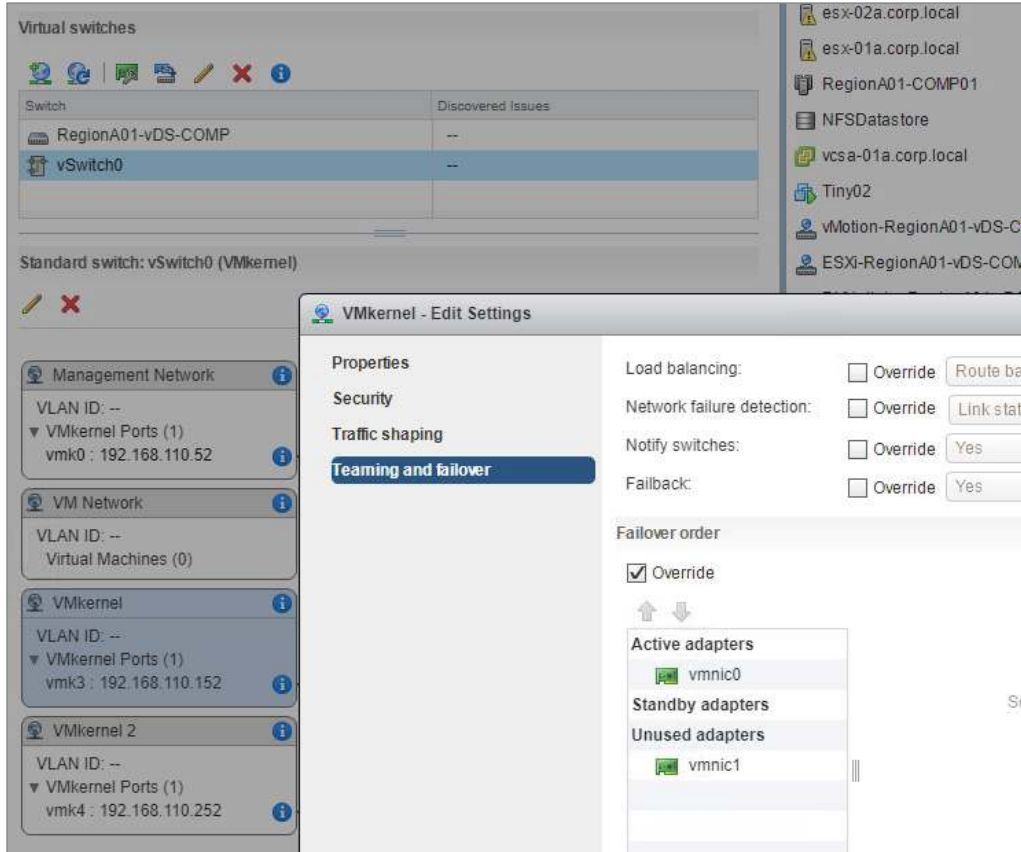 Virtual switches
Switch Discovered Issues
RegionA01-vDS-COMP --
vSwitch0 --
Standard switch: vSwitch0 (VMkernel)
Management Network
VLAN ID: --
VMkernel Ports (1)
vmk0 : 192.168.110.52
VM Network
VLAN ID: --
Virtual Machines (0)
VMkernel
VLAN ID: --
VMkernel Ports (1)
vmk3 : 192.168.110.152
VMkernel 2
VLAN ID: --
VMkernel Ports (1)
vmk4 : 192.168.110.252
esx-02a.corp.local
esx-01a.corp.local
RegionA01-COMP01
NFSDatastore
vcsa-01a.corp.local
Tiny02
vMotion-RegionA01-vDS-C
ESXi-RegionA01-vDS-COM
VMkernel - Edit Settings
Properties
Security
Traffic shaping
Teaming and failover
Load balancing: Override Route ba
Network failure detection: Override Link stat
Notify switches: Override Yes
Failback: Override Yes
Failover order
Override
Active adapters
vmnic0
Standby adapters
Unused adapters
vmnic1